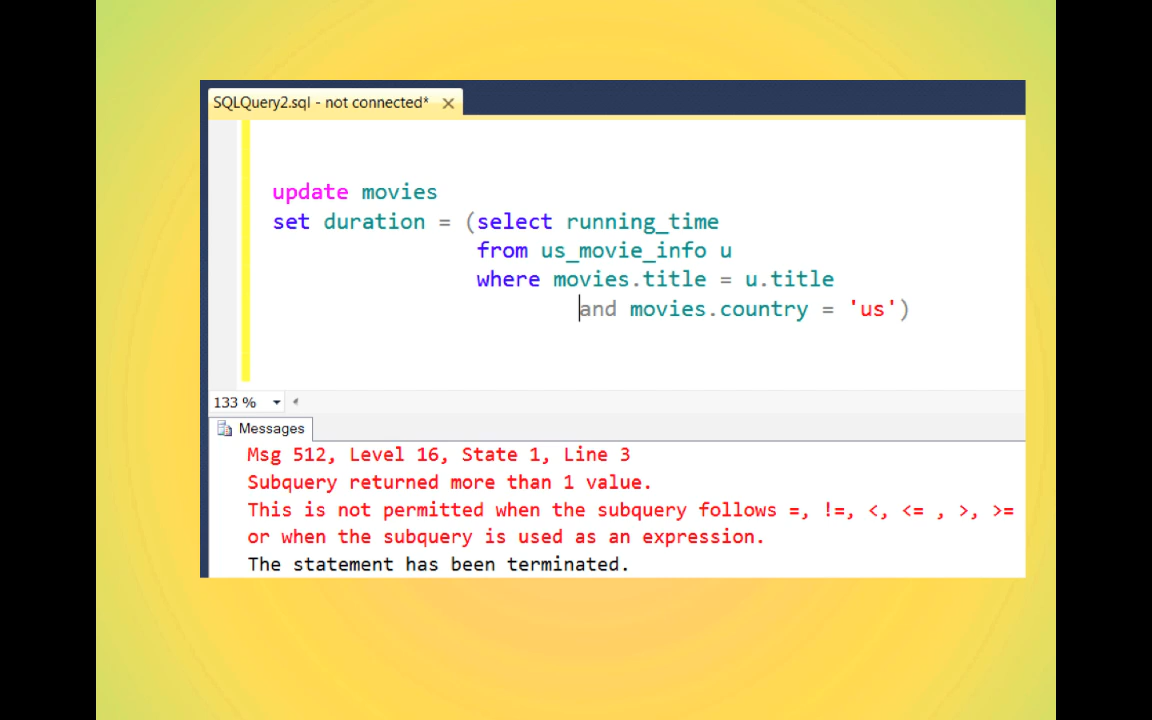 SQLQuery2.sql - not connected*
update movies
set duration = (select running_time
from us_movie_info u
where movies.title = u.title
and movies.country = 'us')
133 %
Messages
Msg 512, Level 16, State 1, Line 3
Subquery returned more than 1 value.
This is not permitted when the subquery follows =, !=, <, <= , >, >=
or when the subquery is used as an expression.
The statement has been terminated.